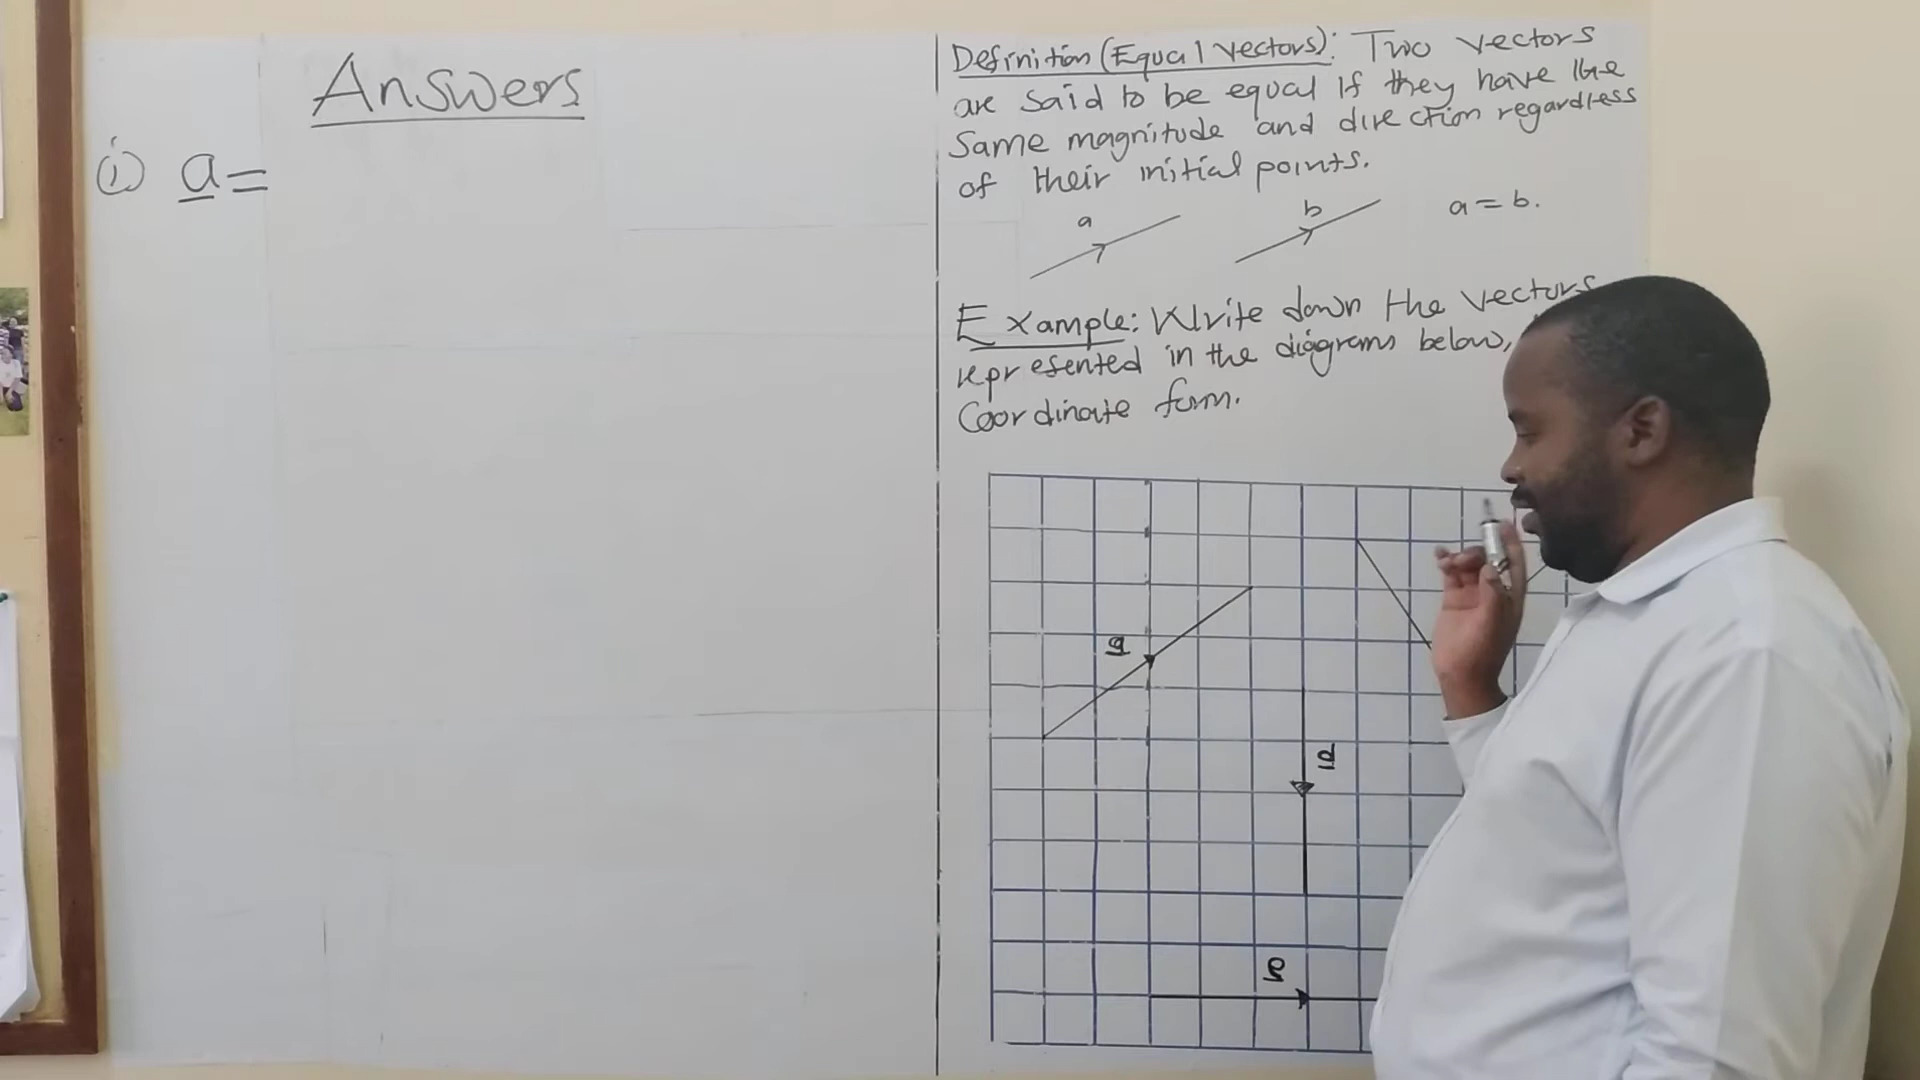 Answers
(i) a =
Definition (Equal vectors): Two vectors
are said to be equal if they have the
same magnitude and direction regardless
of their initial points.
a b a = b.
Example: Write down the vectors
represented in the diagrams below,
Coordinate form.
a
d
g